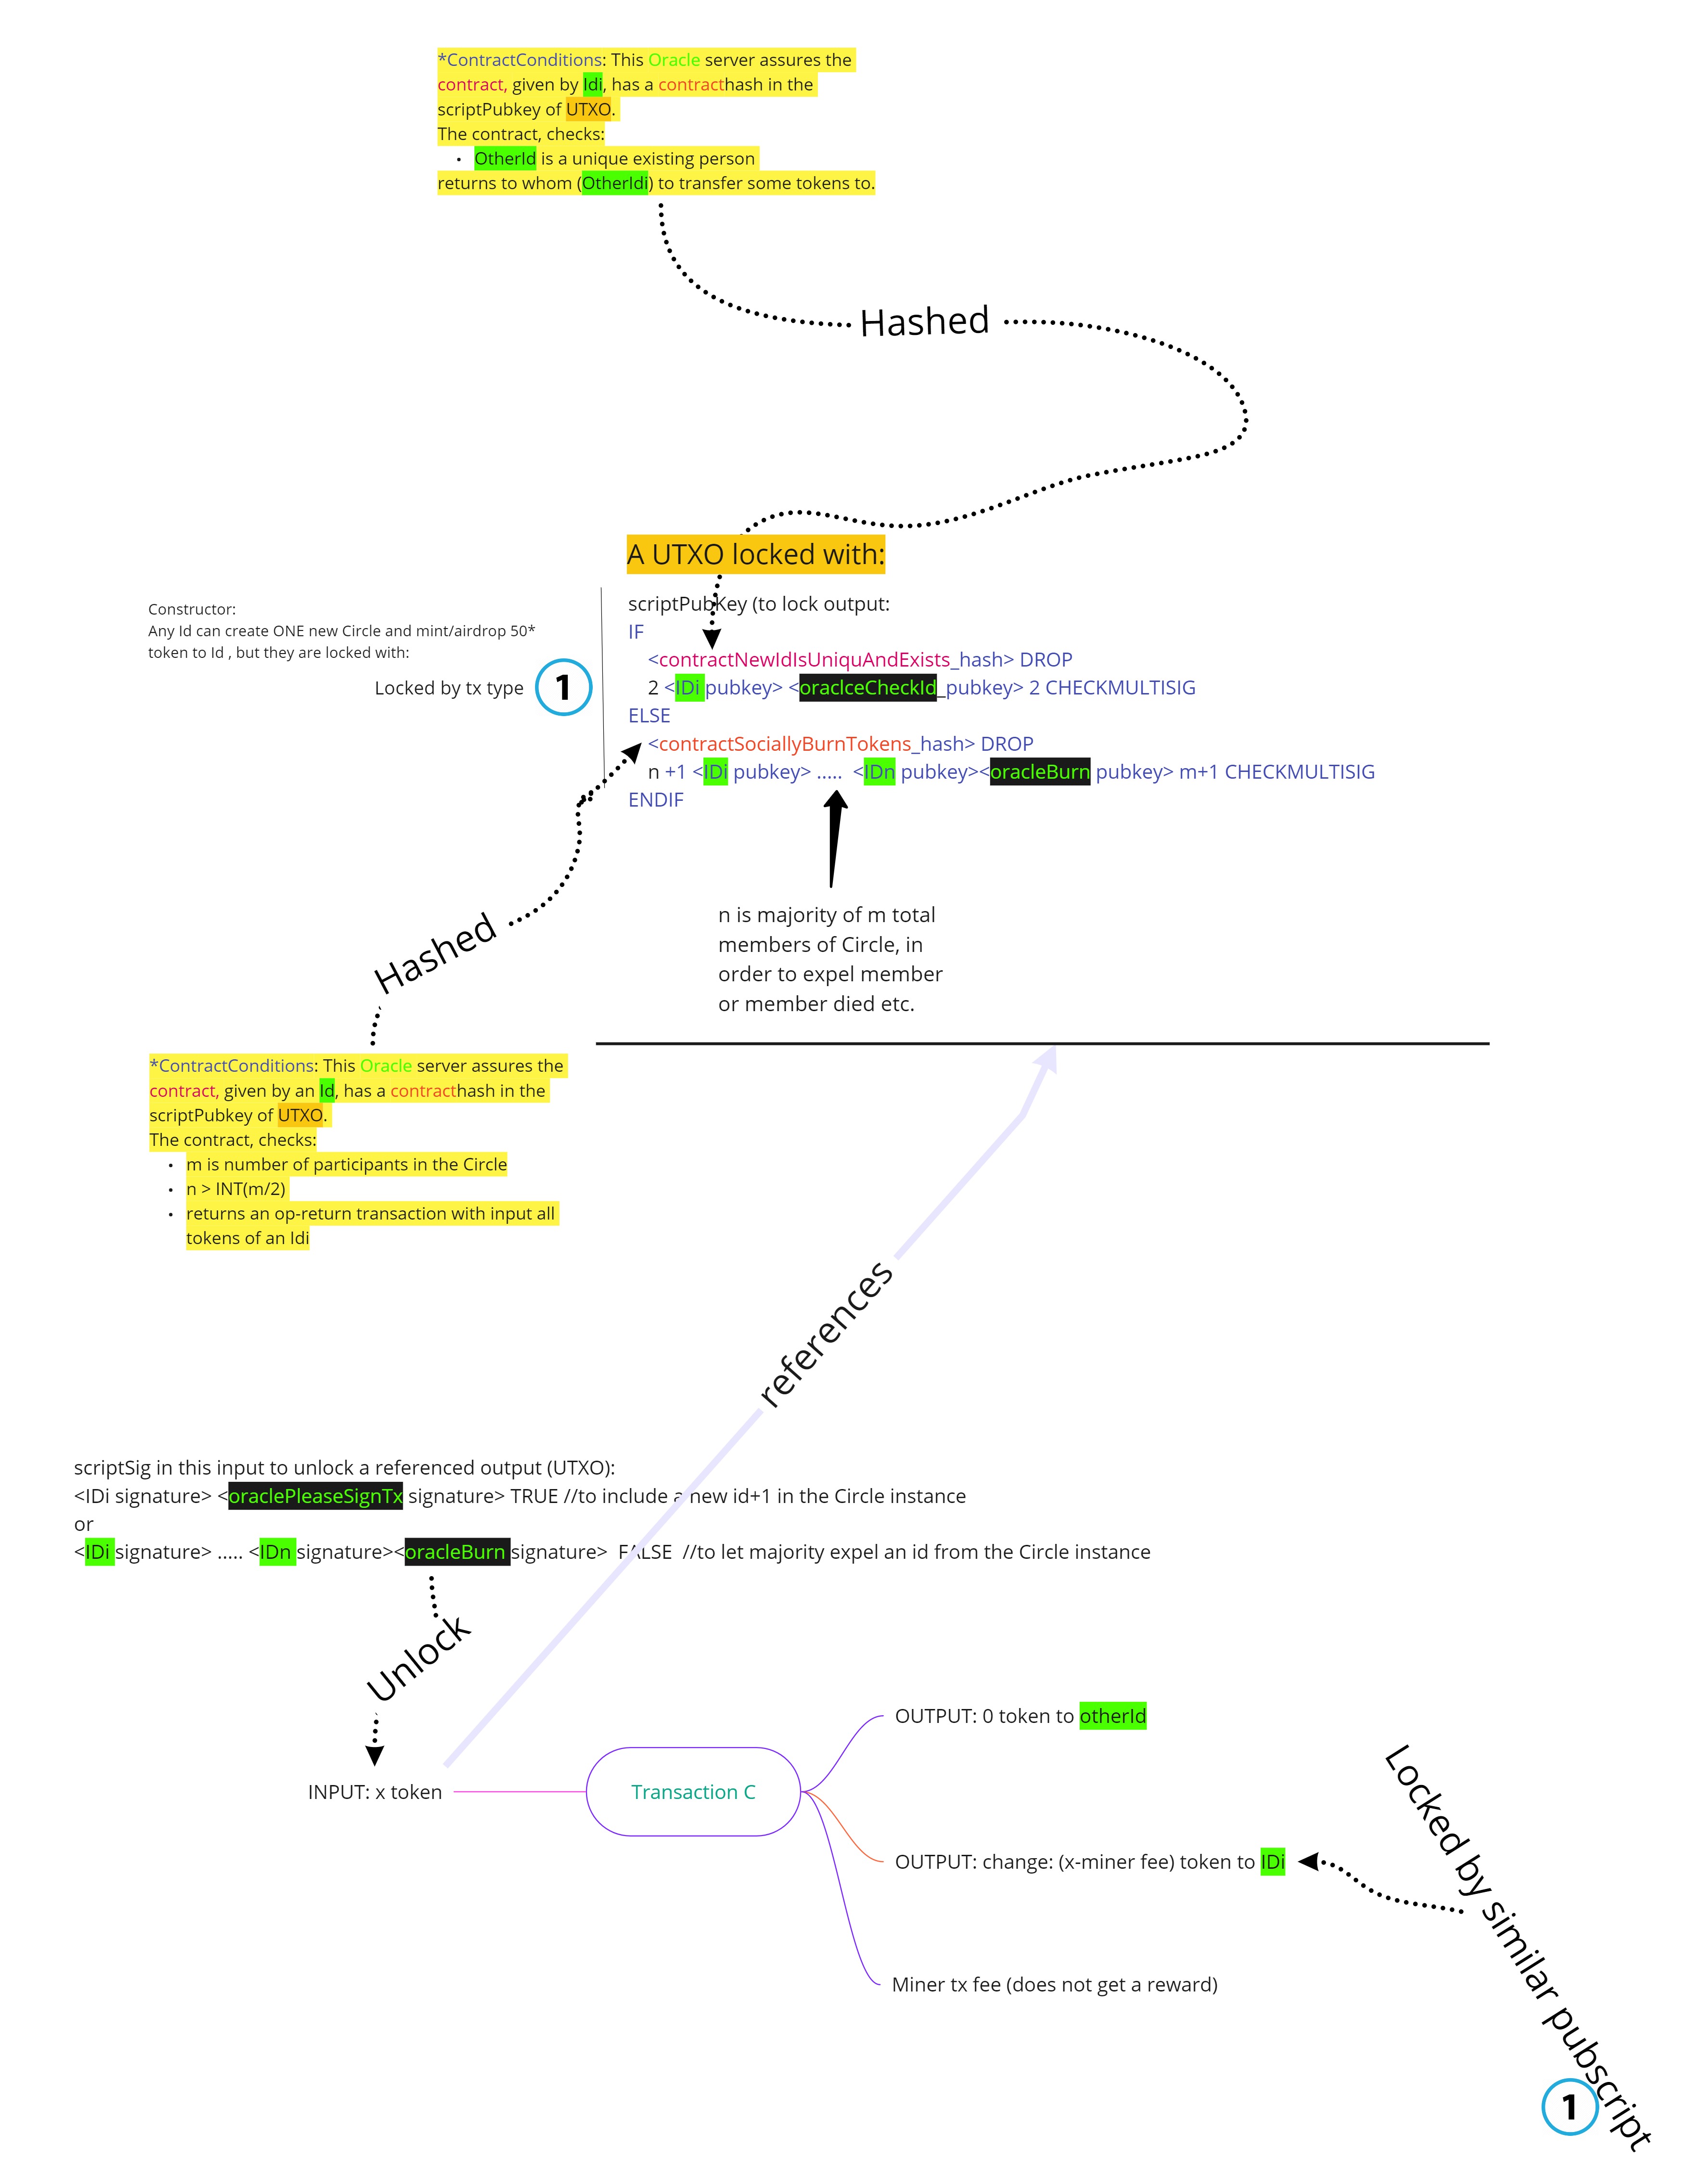 *ContractConditions: This Oracle server assures the
contract, given by Idi, has a contracthash in the
scriptPubkey of UTXO.
The contract, checks:
• OtherId is a unique existing person
returns to whom (OtherIdi) to transfer some tokens to.
Hashed
A UTXO locked with:
scriptPubKey (to lock output:
IF
<contractNewIdIsUniquAndExists_hash> DROP
2 <IDi pubkey> <oraclceCheckId_pubkey> 2 CHECKMULTISIG
ELSE
<contractSociallyBurnTokens_hash> DROP
n +1 <IDi pubkey> ..... <IDn pubkey><oracleBurn pubkey> m+1 CHECKMULTISIG
ENDIF
Constructor:
Any Id can create ONE new Circle and mint/airdrop 50*
token to Id , but they are locked with:
Locked by tx type
1
n is majority of m total
members of Circle, in
order to expel member
or member died etc.
Hashed
*ContractConditions: This Oracle server assures the
contract, given by an Id, has a contracthash in the
scriptPubkey of UTXO.
The contract, checks:
• m is number of participants in the Circle
• n > INT(m/2)
• returns an op-return transaction with input all
tokens of an Idi
references
scriptSig in this input to unlock a referenced output (UTXO):
<IDi signature> <oraclePleaseSignTx signature> TRUE //to include a new id+1 in the Circle instance
or
<IDi signature> ..... <IDn signature><oracleBurn signature> FALSE //to let majority expel an id from the Circle instance
Unlock
INPUT: x token
Transaction C
OUTPUT: 0 token to otherId
OUTPUT: change: (x-miner fee) token to IDi
Miner tx fee (does not get a reward)
Locked by similar pubscript
1